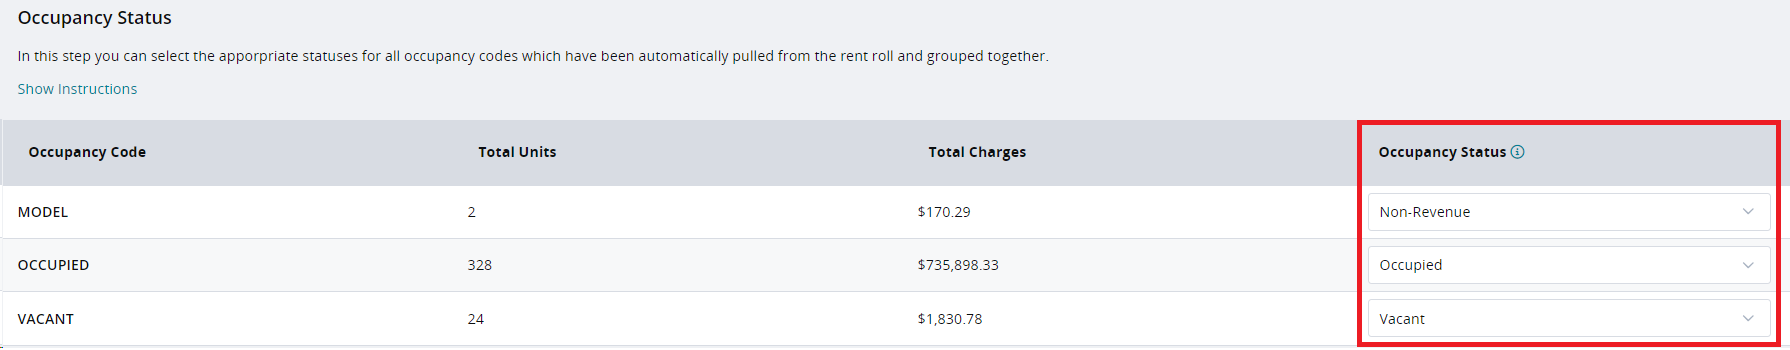 Occupancy Status
In this step you can select the apporpriate statuses for all occupancy codes which have been automatically pulled from the rent roll and grouped together.
Show Instructions
Occupancy Code Total Units Total Charges Occupancy Status
MODEL 2 $170.29 Non-Revenue
OCCUPIED 328 $735,898.33 Occupied
VACANT 24 $1,830.78 Vacant